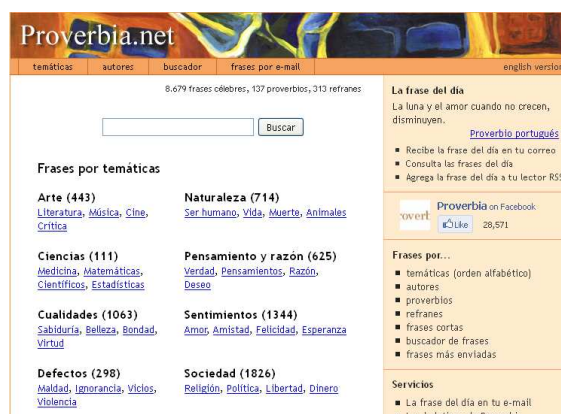 Proverbia.net
temáticas autores buscador frases por e-mail english version
8.679 frases célebres, 137 proverbios, 313 refranes
Buscar
Frases por temáticas
Arte (443)
Literatura, Música, Cine,
Crítica
Naturaleza (714)
Ser humano, Vida, Muerte, Animales
Ciencias (111)
Medicina, Matemáticas,
Científicos, Estadísticas
Pensamiento y razón (625)
Verdad, Pensamientos, Razón,
Deseo
Cualidades (1063)
Sabiduría, Belleza, Bondad,
Virtud
Sentimientos (1344)
Amor, Amistad, Felicidad, Esperanza
Defectos (298)
Maldad, Ignorancia, Vicios,
Violencia
Sociedad (1826)
Religión, Política, Libertad, Dinero
La frase del día
La luna y el amor cuando no crecen,
disminuyen.
Proverbio portugués
Recibe la frase del día en tu correo
Consulta las frases del día
Agrega la frase del día a tu lector RSS
overb
Proverbia on Facebook
Like 28,571
Frases por...
temáticas (orden alfabético)
autores
proverbios
refranes
frases cortas
buscador de frases
frases más enviadas
Servicios
La frase del día en tu e-mail